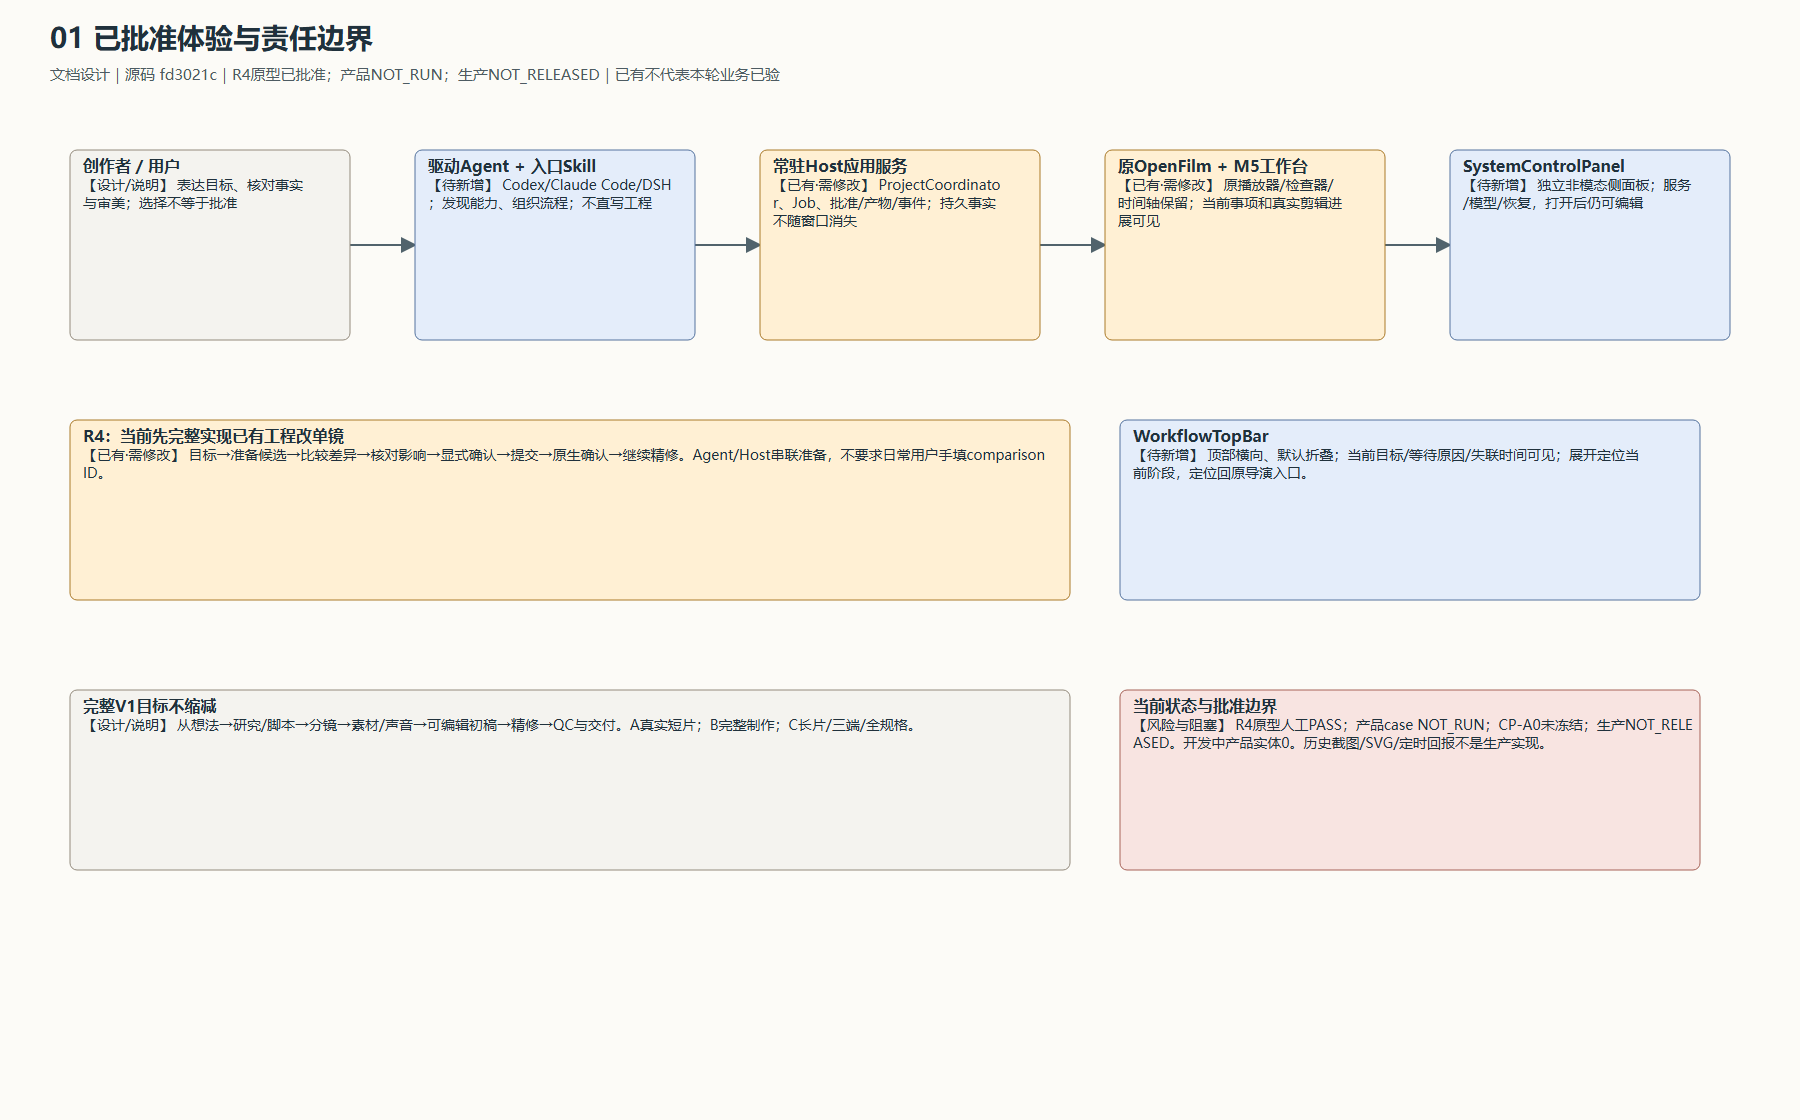 01 已批准体验与责任边界
文档设计｜源码 fd3021c｜R4原型已批准；产品NOT_RUN；生产NOT_RELEASED｜已有不代表本轮业务已验
创作者 / 用户
【设计/说明】 表达目标、核对事实
与审美；选择不等于批准
驱动Agent + 入口Skill
【待新增】 Codex/Claude Code/DSH
；发现能力、组织流程；不直写工程
常驻Host应用服务
【已有·需修改】 ProjectCoordinato
r、Job、批准/产物/事件；持久事实
不随窗口消失
原OpenFilm + M5工作台
【已有·需修改】 原播放器/检查器/
时间轴保留；当前事项和真实剪辑进
展可见
SystemControlPanel
【待新增】 独立非模态侧面板；服务
/模型/恢复，打开后仍可编辑
R4：当前先完整实现已有工程改单镜
【已有·需修改】 目标→准备候选→比较差异→核对影响→显式确认→提交→原生确认→继续精修。Agent/Host串联准备，不要求日常用户手填comparison
ID。
WorkflowTopBar
【待新增】 顶部横向、默认折叠；当前目标/等待原因/失联时间可见；展开定位当
前阶段，定位回原导演入口。
完整V1目标不缩减
【设计/说明】 从想法→研究/脚本→分镜→素材/声音→可编辑初稿→精修→QC与交付。A真实短片；B完整制作；C长片/三端/全规格。
当前状态与批准边界
【风险与阻塞】 R4原型人工PASS；产品case NOT_RUN；CP-A0未冻结；生产NOT_RELE
ASED。开发中产品实体0。历史截图/SVG/定时回报不是生产实现。